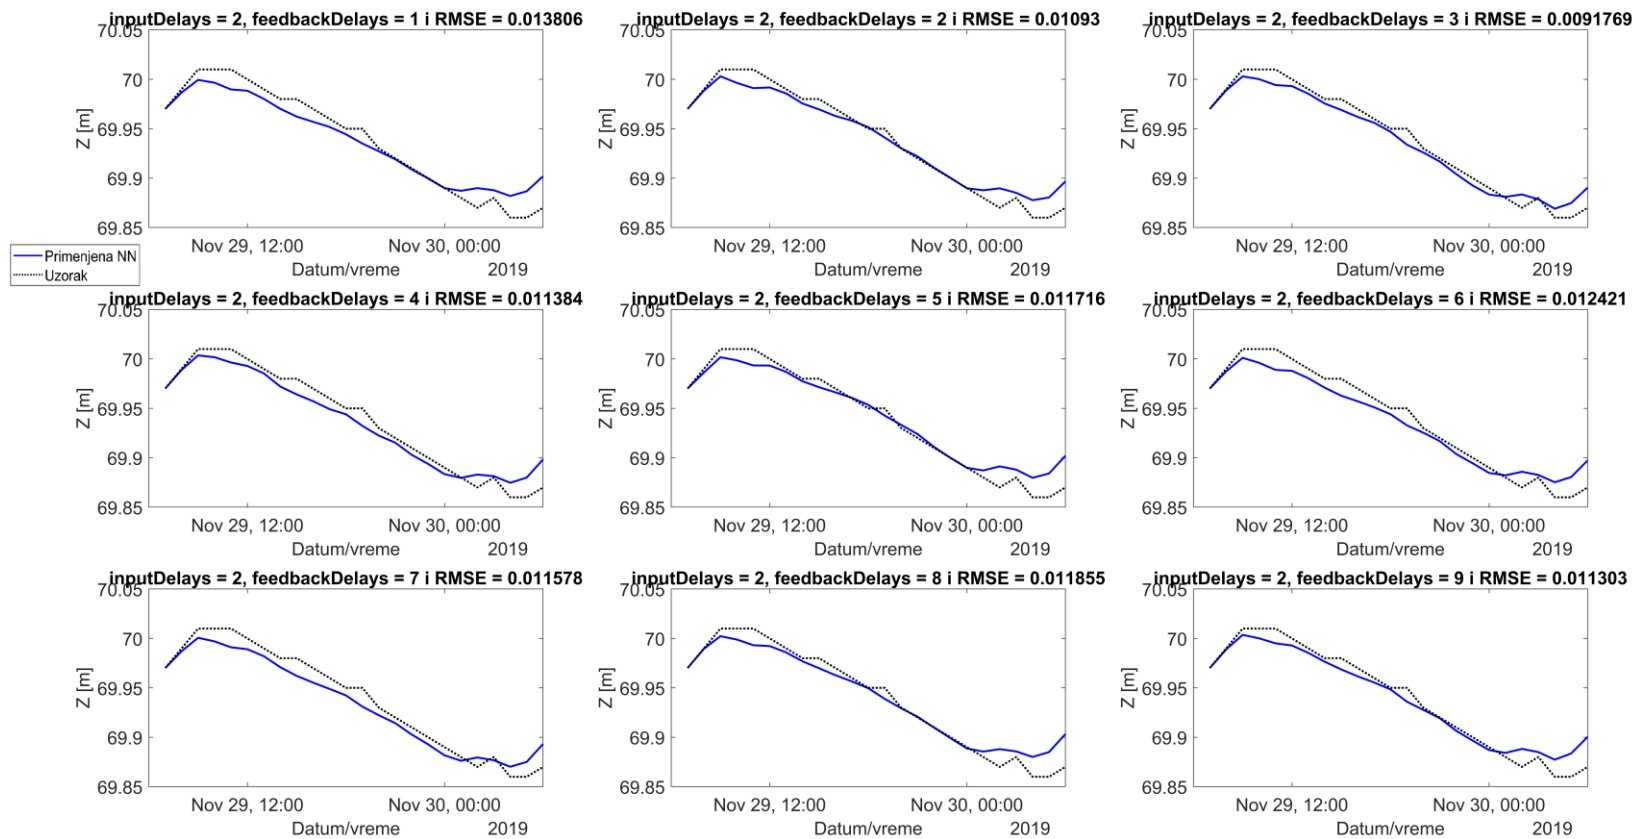 inputDelays = 2, feedbackDelays = 1 i RMSE = 0.013806
70.05
70
69.95
69.9
69.85
Z [m]
Nov 29, 12:00
Nov 30, 00:00
Datum/vreme
2019
inputDelays = 2, feedbackDelays = 2 i RMSE = 0.01093
70.05
70
69.95
69.9
69.85
Z [m]
Nov 29, 12:00
Nov 30, 00:00
Datum/vreme
2019
inputDelays = 2, feedbackDelays = 3 i RMSE = 0.0091769
70.05
70
69.95
69.9
69.85
Z [m]
Nov 29, 12:00
Nov 30, 00:00
Datum/vreme
2019
Primenjena NN
Uzorak
inputDelays = 2, feedbackDelays = 4 i RMSE = 0.011384
70.05
70
69.95
69.9
69.85
Z [m]
Nov 29, 12:00
Nov 30, 00:00
Datum/vreme
2019
inputDelays = 2, feedbackDelays = 5 i RMSE = 0.011716
70.05
70
69.95
69.9
69.85
Z [m]
Nov 29, 12:00
Nov 30, 00:00
Datum/vreme
2019
inputDelays = 2, feedbackDelays = 6 i RMSE = 0.012421
70.05
70
69.95
69.9
69.85
Z [m]
Nov 29, 12:00
Nov 30, 00:00
Datum/vreme
2019
inputDelays = 2, feedbackDelays = 7 i RMSE = 0.011578
70.05
70
69.95
69.9
69.85
Z [m]
Nov 29, 12:00
Nov 30, 00:00
Datum/vreme
2019
inputDelays = 2, feedbackDelays = 8 i RMSE = 0.011855
70.05
70
69.95
69.9
69.85
Z [m]
Nov 29, 12:00
Nov 30, 00:00
Datum/vreme
2019
inputDelays = 2, feedbackDelays = 9 i RMSE = 0.011303
70.05
70
69.95
69.9
69.85
Z [m]
Nov 29, 12:00
Nov 30, 00:00
Datum/vreme
2019